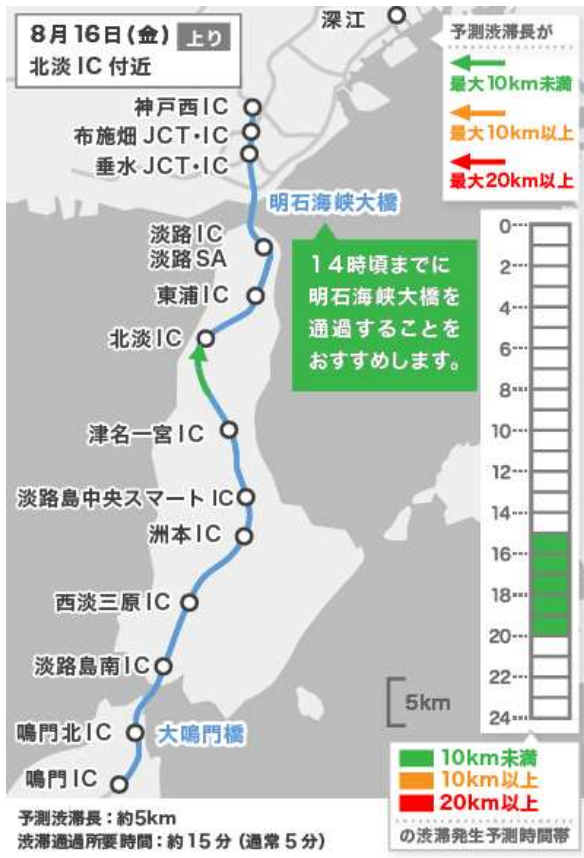 8月16日(金) 上り
北淡IC付近
深江
予測渋滞長が
最大10km未満
最大10km以上
最大20km以上
神戸西IC
布施畑JCT・IC
垂水JCT・IC
明石海峡大橋
淡路IC
淡路SA
東浦IC
北淡IC
14時頃までに
明石海峡大橋を
通過することを
おすすめします。
津名一宮IC
淡路島中央スマートIC
洲本IC
西淡三原IC
淡路島南IC
鳴門北IC
大鳴門橋
鳴門IC
0
2
4
6
8
10
12
14
16
18
20
22
24
5km
10km未満
10km以上
20km以上
の渋滞発生予測時間帯
予測渋滞長：約5km
渋滞通過所要時間：約15分（通常5分）